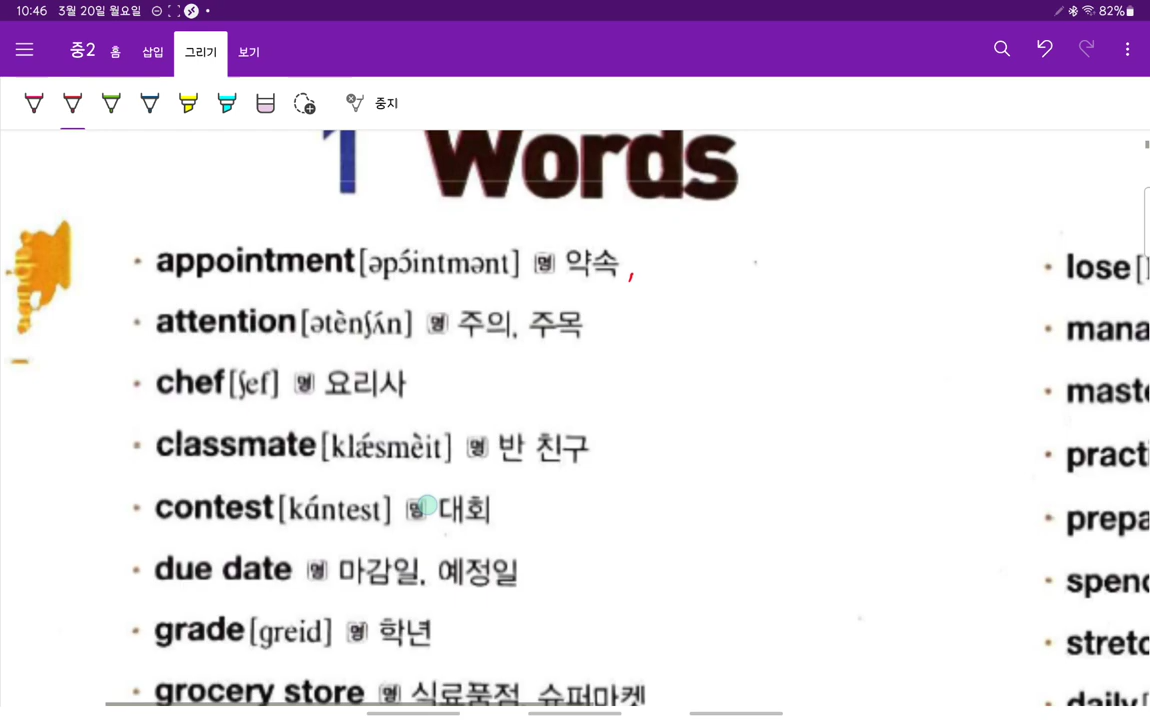 10:46 3월 20일 월요일 82%
중2 홈 삽입 그리기 보기
중지
1 Words
appointment[əpɔ́intmənt] 명 약속 ,
attention[ətènʃʌ́n] 명 주의, 주목
chef[ʃef] 명 요리사
classmate[klǽsmèit] 명 반 친구
contest[kɑ́ntest] 명 대회
due date 명 마감일, 예정일
grade[greid] 명 학년
grocery store 명 식료품점, 슈퍼마켓
lose[
mana
maste
practi
prepa
spend
stretc
daily[